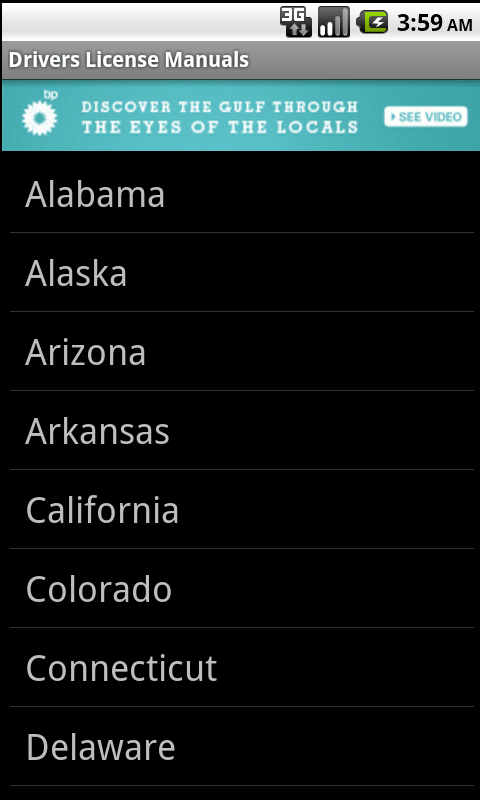 3G 3:59 AM
Drivers License Manuals
bp
DISCOVER THE GULF THROUGH
THE EYES OF THE LOCALS
SEE VIDEO
Alabama
Alaska
Arizona
Arkansas
California
Colorado
Connecticut
Delaware